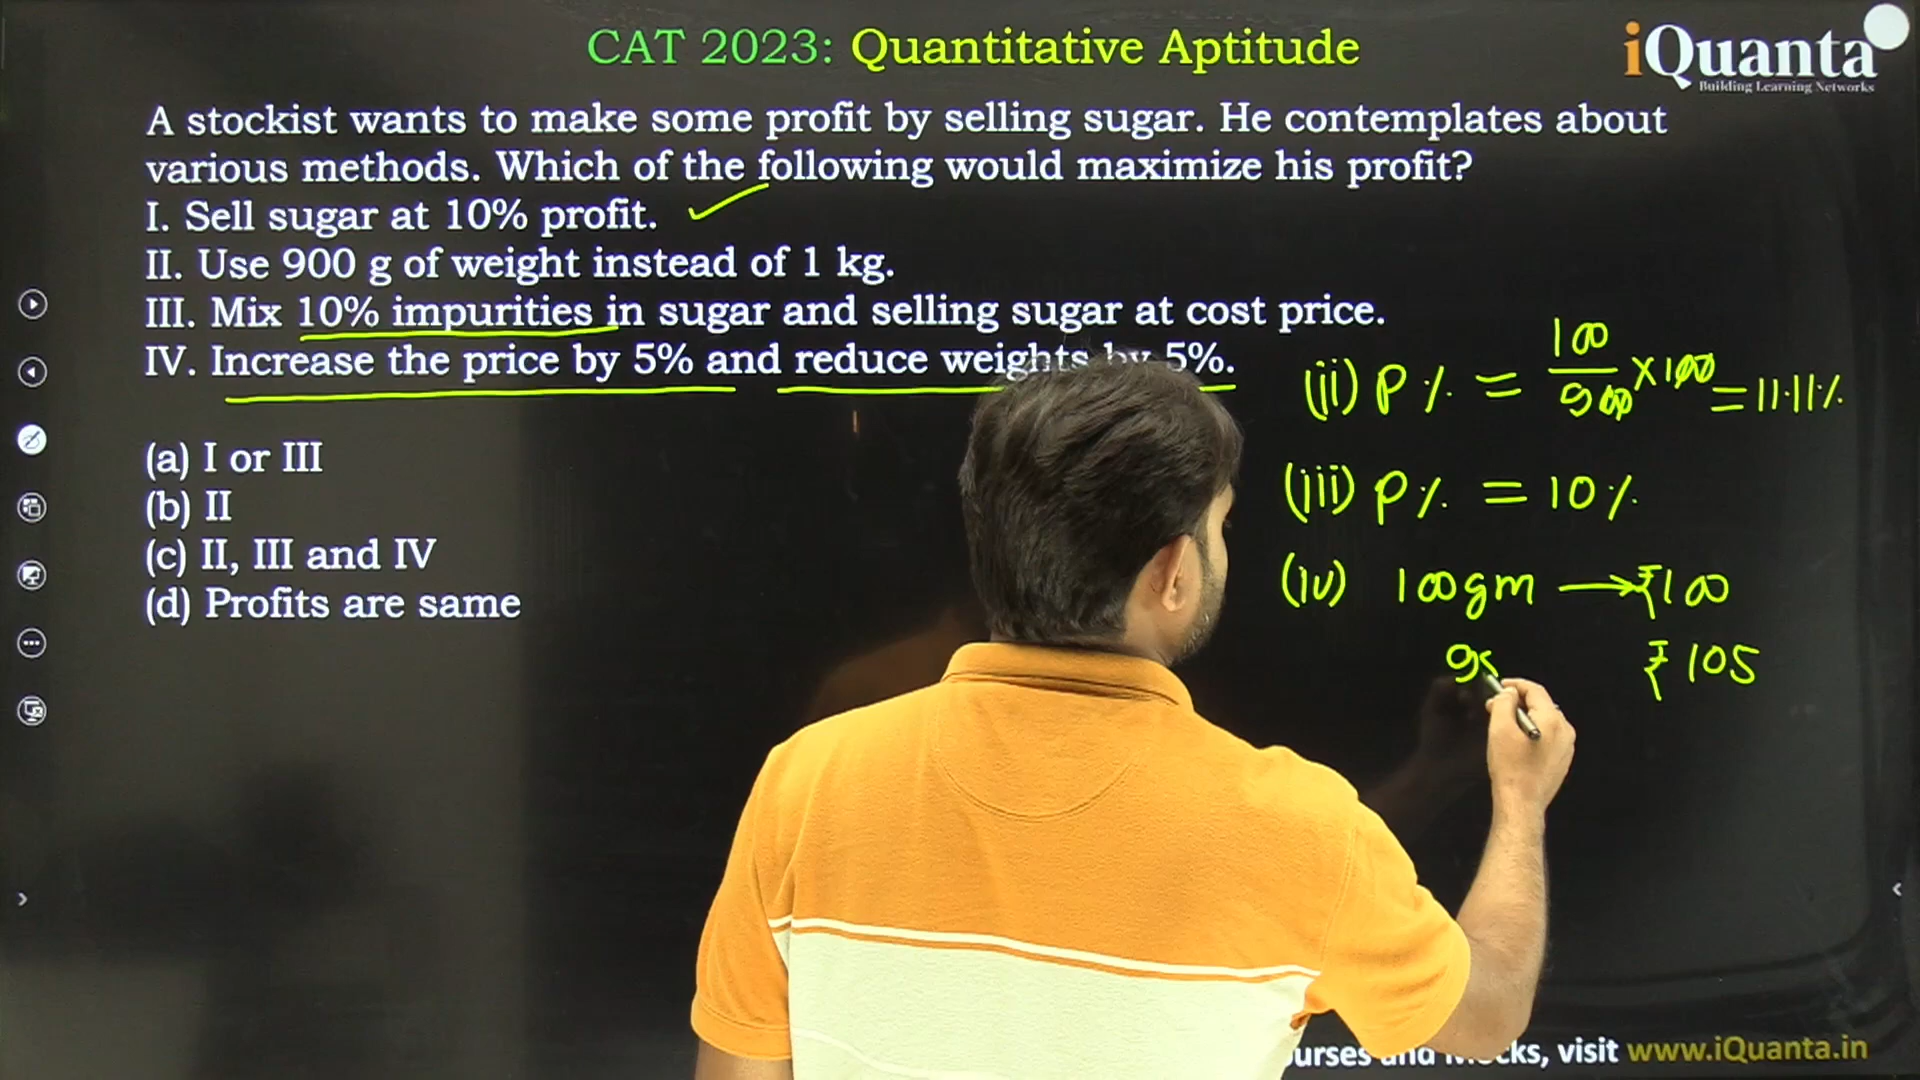 CAT 2023: Quantitative Aptitude
iQuanta
Building Learning Networks
A stockist wants to make some profit by selling sugar. He contemplates about
various methods. Which of the following would maximize his profit?
I. Sell sugar at 10% profit.
II. Use 900 g of weight instead of 1 kg.
III. Mix 10% impurities in sugar and selling sugar at cost price.
IV. Increase the price by 5% and reduce weights by 5%.
(a) I or III
(b) II
(c) II, III and IV
(d) Profits are same
(ii) P% = 100/900 × 100 = 11.11%
(iii) P% = 10%
(iv) 100gm → ₹100
95 ₹105
visit www.iQuanta.in